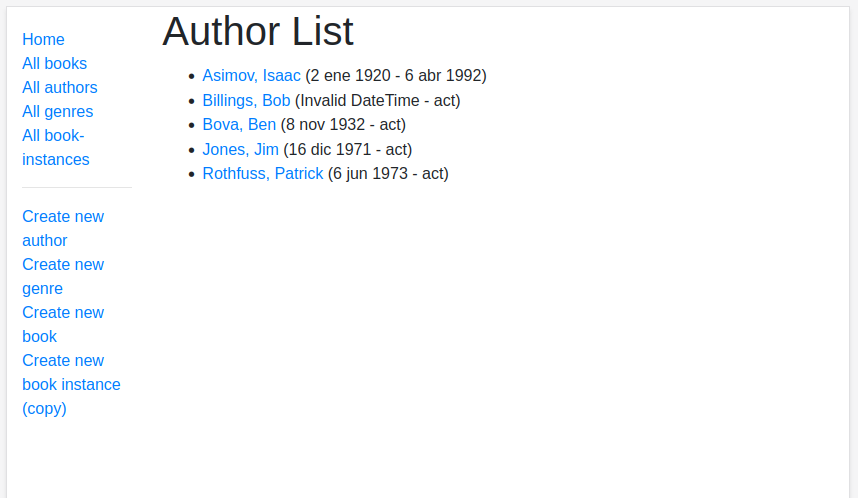 Home
All books
All authors
All genres
All book-
instances
Create new
author
Create new
genre
Create new
book
Create new
book instance
(copy)
Author List
Asimov, Isaac (2 ene 1920 - 6 abr 1992)
Billings, Bob (Invalid DateTime - act)
Bova, Ben (8 nov 1932 - act)
Jones, Jim (16 dic 1971 - act)
Rothfuss, Patrick (6 jun 1973 - act)